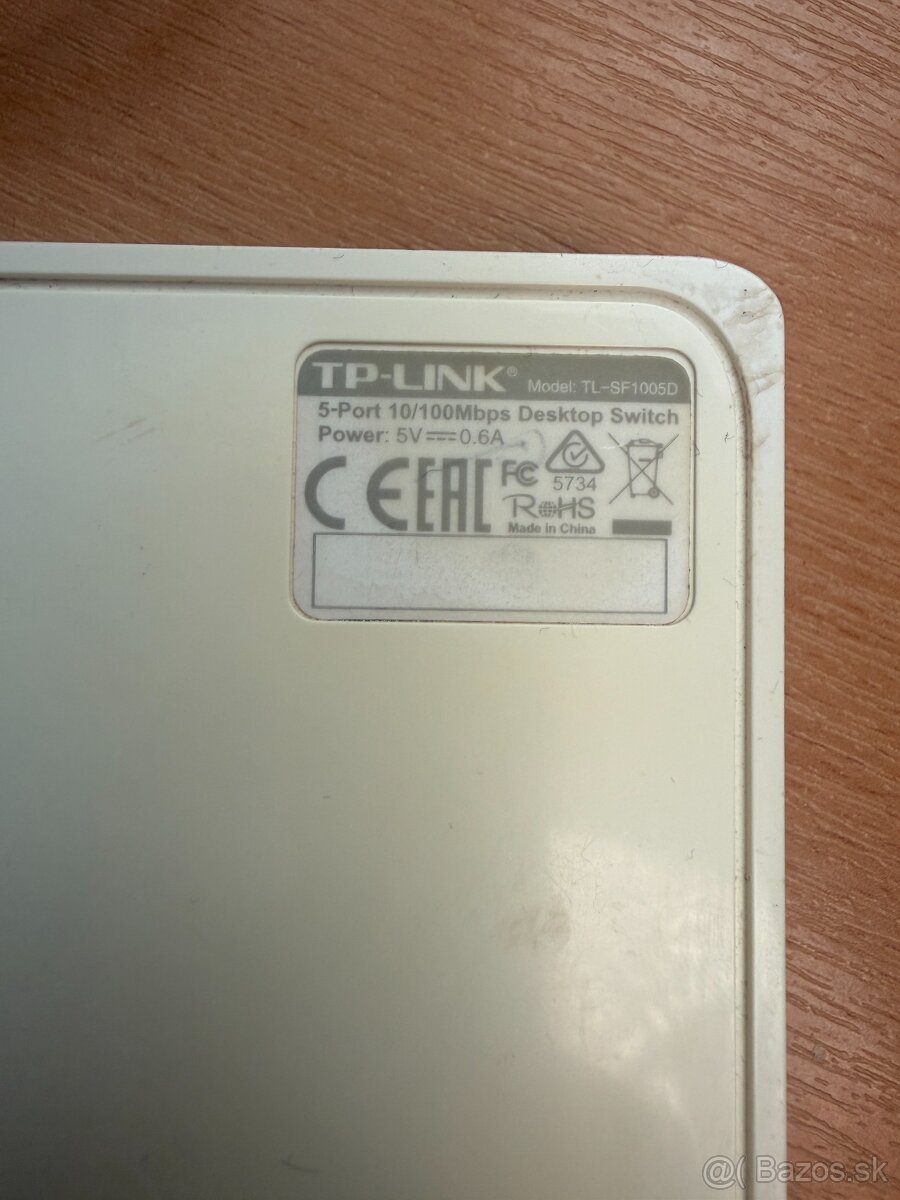 TP-LINK® Model: TL-SF1005D
5-Port 10/100Mbps Desktop Switch
Power: 5V⎓0.6A
CE EAC FC 5734
RoHS
Made in China
@( Bazos.sk